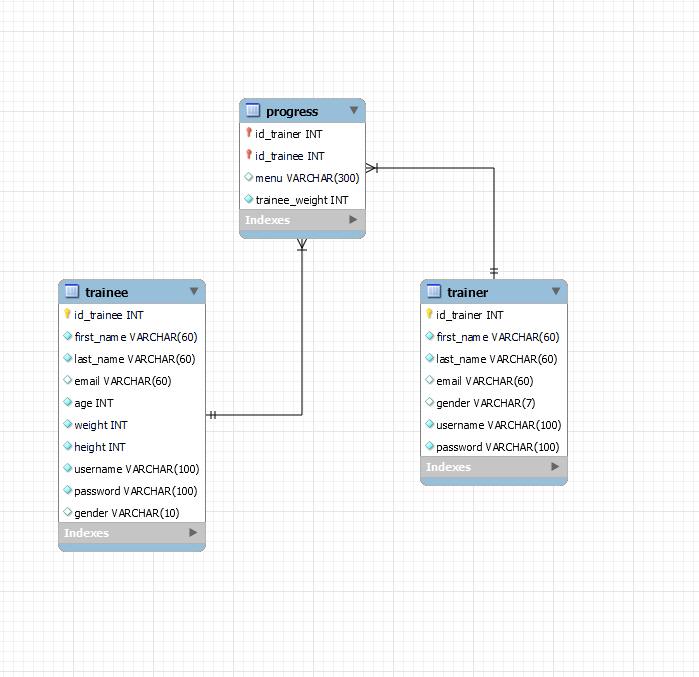 progress
id_trainer INT
id_trainee INT
menu VARCHAR(300)
trainee_weight INT
Indexes
trainee
id_trainee INT
first_name VARCHAR(60)
last_name VARCHAR(60)
email VARCHAR(60)
age INT
weight INT
height INT
username VARCHAR(100)
password VARCHAR(100)
gender VARCHAR(10)
Indexes
trainer
id_trainer INT
first_name VARCHAR(60)
last_name VARCHAR(60)
email VARCHAR(60)
gender VARCHAR(7)
username VARCHAR(100)
password VARCHAR(100)
Indexes